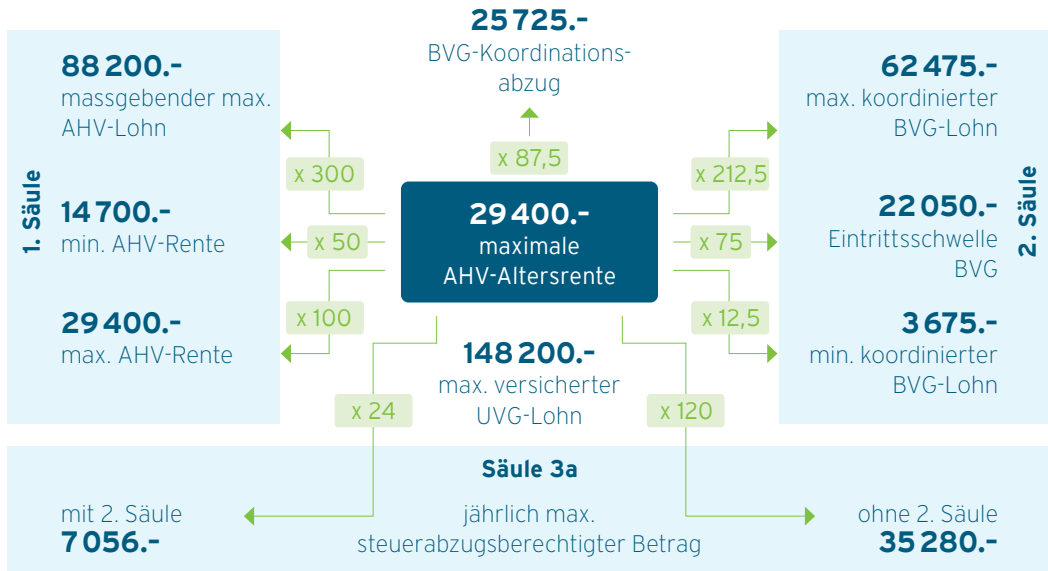 25 725.-
BVG-Koordinations-
abzug
1. Säule
88 200.-
massgebender max.
AHV-Lohn
x 300
14 700.-
min. AHV-Rente
x 50
29 400.-
max. AHV-Rente
x 100
x 87,5
29 400.-
maximale
AHV-Altersrente
148 200.-
max. versicherter
UVG-Lohn
2. Säule
62 475.-
max. koordinierter
BVG-Lohn
x 212,5
22 050.-
Eintrittsschwelle
BVG
x 75
3 675.-
min. koordinierter
BVG-Lohn
x 12,5
x 24
x 120
Säule 3a
mit 2. Säule
7 056.-
jährlich max.
steuerabzugsberechtigter Betrag
ohne 2. Säule
35 280.-